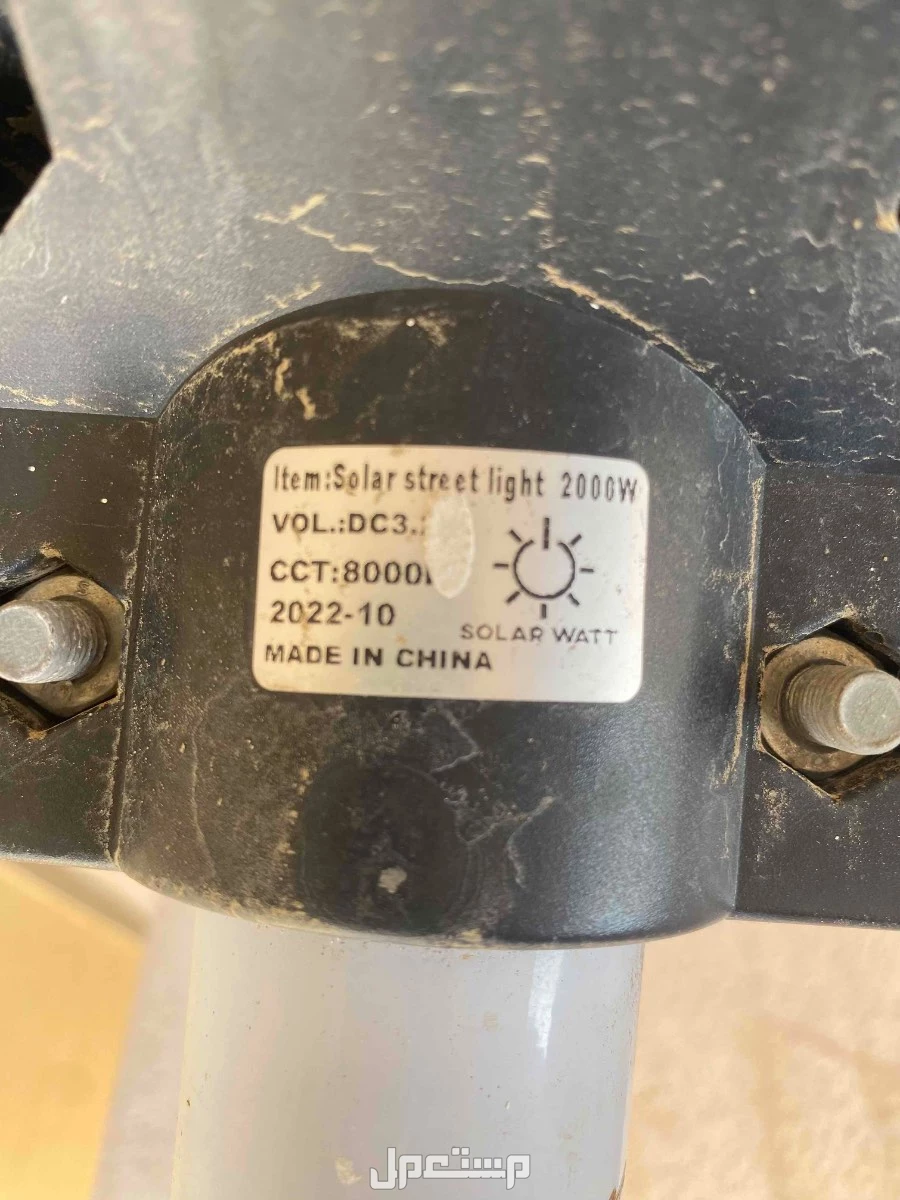 Item:Solar street light 2000W
VOL.:DC3.
CCT:8000
2022-10
SOLAR WATT
MADE IN CHINA
مستعمل